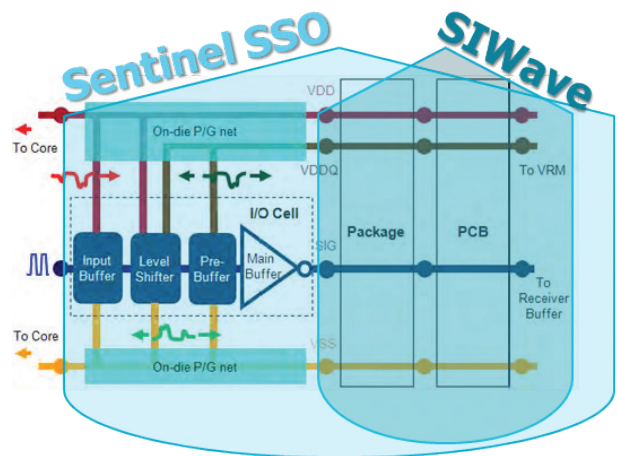 Sentinel SSO
SIWave
VDD
On-die P/G net
To Core
VDDQ
To VRM
I/O Cell
Package
PCB
SIG
Input
Buffer
Level
Shifter
Pre-
Buffer
Main
Buffer
To
Receiver
Buffer
To Core
VSS
On-die P/G net